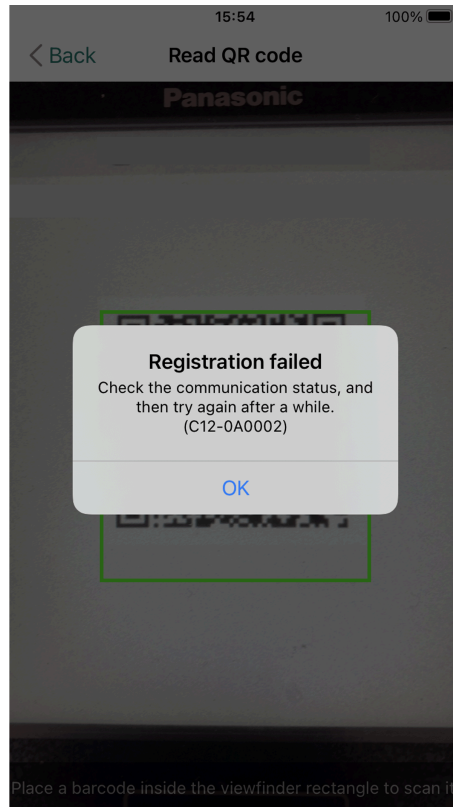 15:54
100%
Back
Read QR code
Panasonic
Registration failed
Check the communication status, and
then try again after a while.
(C12-0A0002)
OK
Place a barcode inside the viewfinder rectangle to scan it